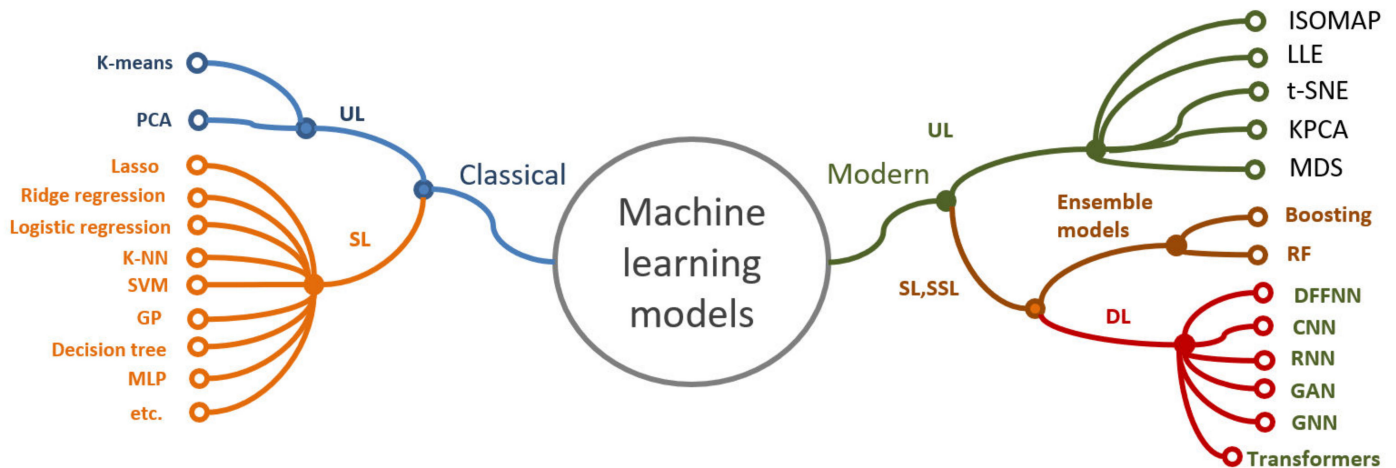 K-means
PCA
UL
Lasso
Ridge regression
Logistic regression
K-NN
SVM
GP
Decision tree
MLP
etc.
SL
Classical
Machine
learning
models
Modern
UL
ISOMAP
LLE
t-SNE
KPCA
MDS
SL,SSL
Ensemble
models
Boosting
RF
DL
DFFNN
CNN
RNN
GAN
GNN
Transformers